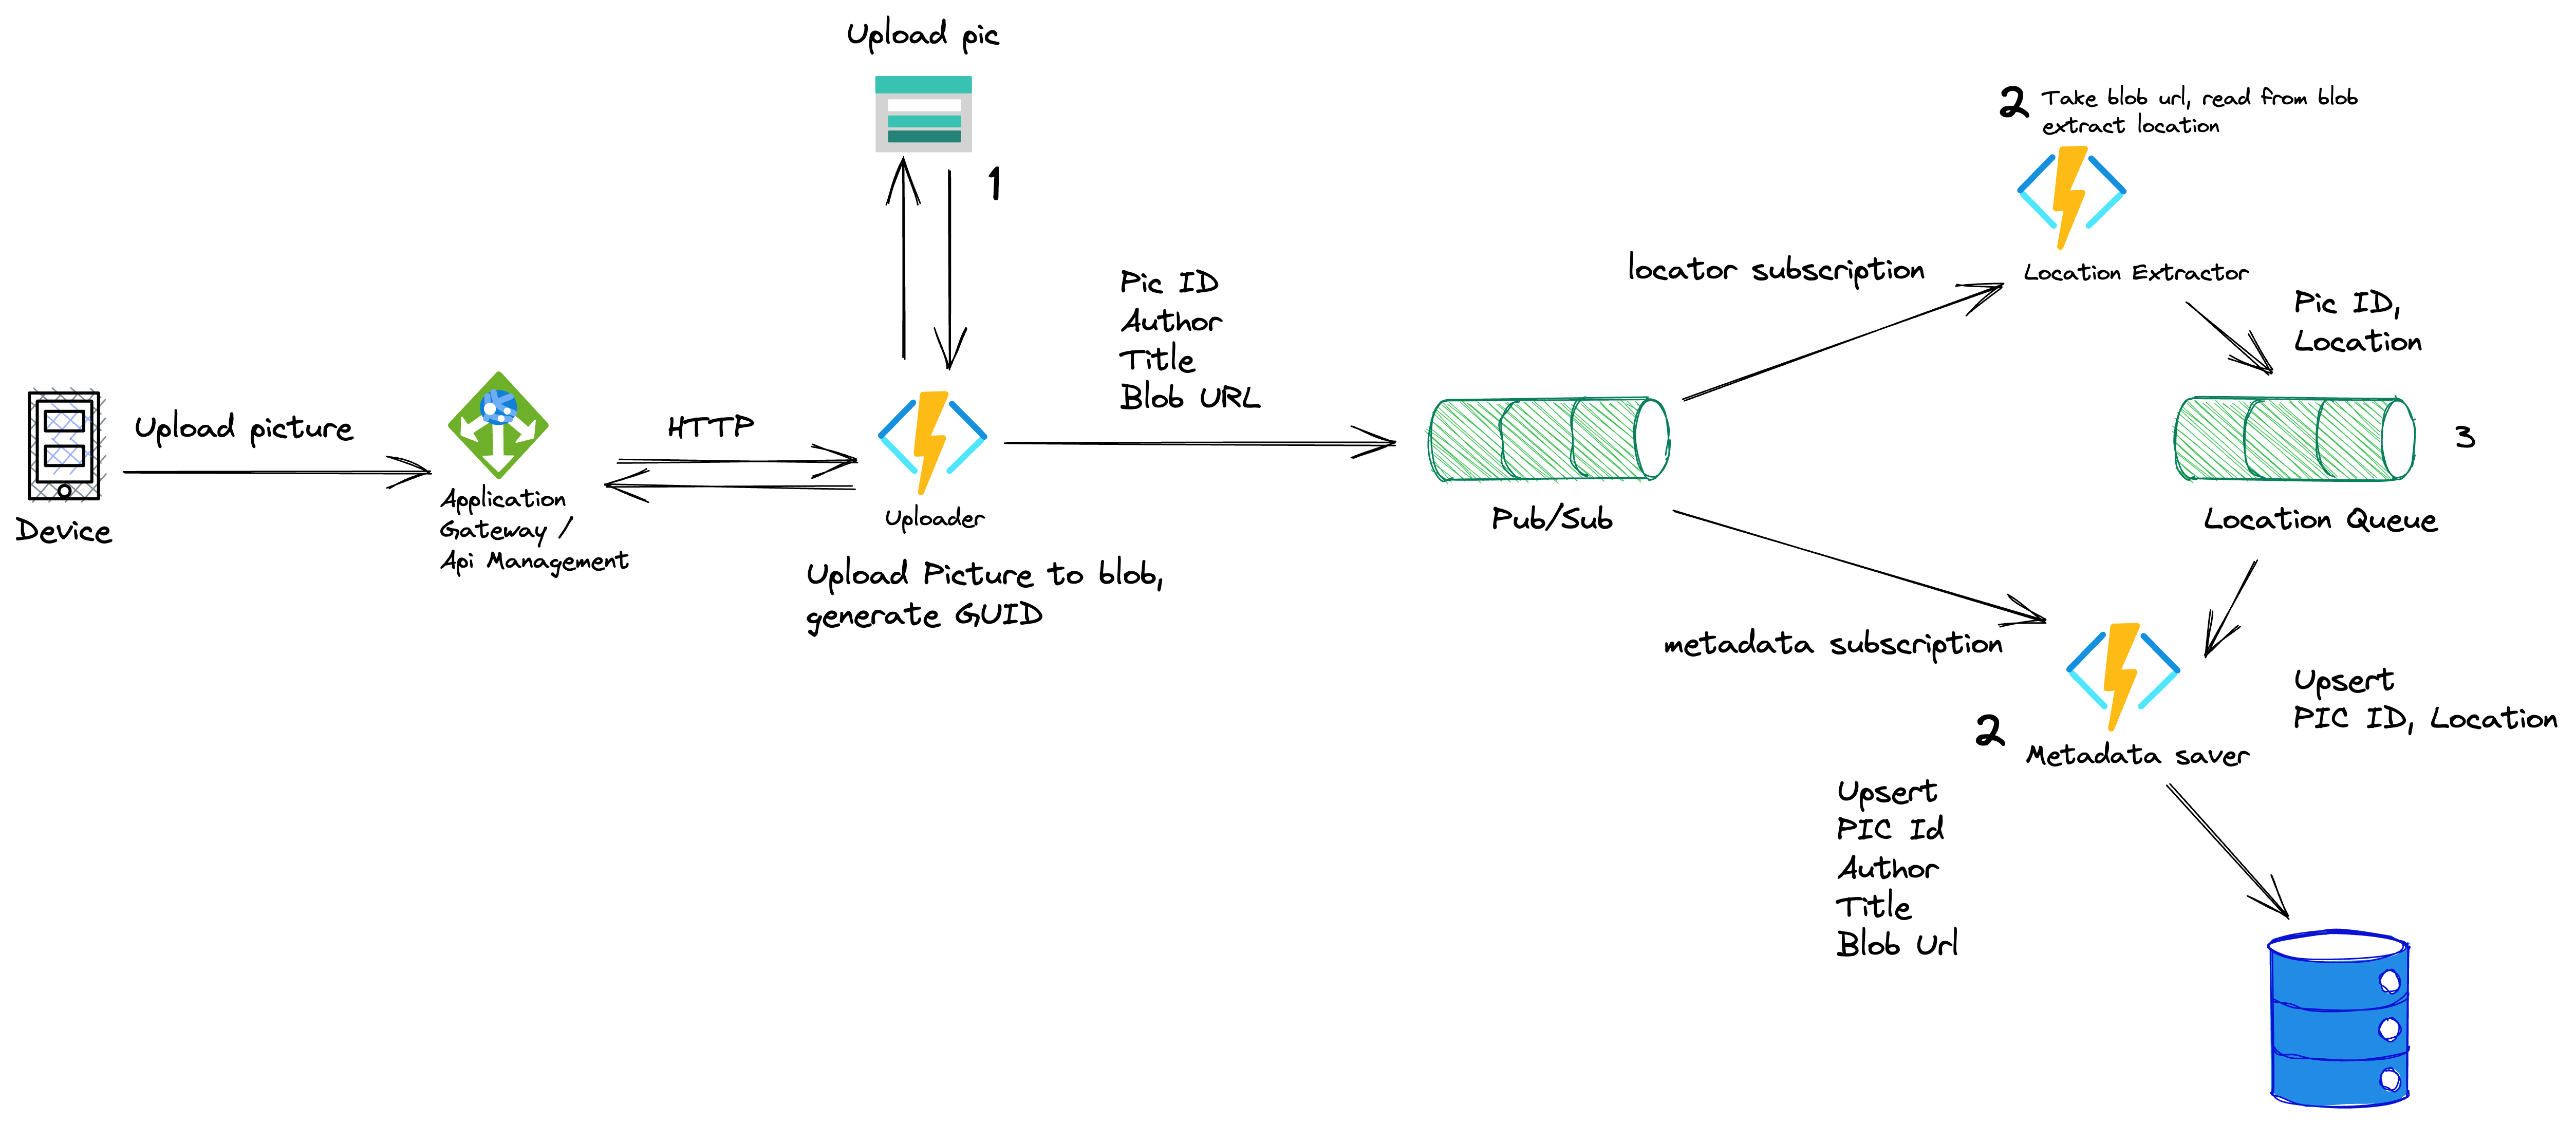 Upload pic
1
2
Take blob url, read from blob
extract location
Location Extractor
locator subscription
Pic ID
Author
Title
Blob URL
Pic ID,
Location
Upload picture
HTTP
3
Device
Application
Gateway /
Api Management
Uploader
Upload Picture to blob,
generate GUID
Pub/Sub
Location Queue
metadata subscription
Upsert
PIC ID, Location
2
Metadata saver
Upsert
PIC Id
Author
Title
Blob Url